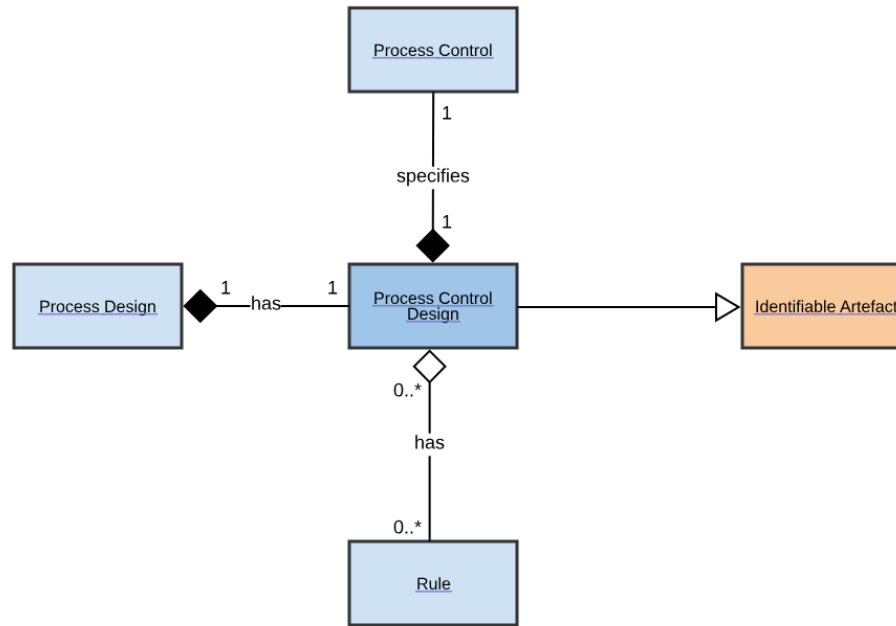 Process Control
1
specifies
1
Process Design
1
has
1
Process Control
Design
Identifiable Artefact
0..*
has
0..*
Rule